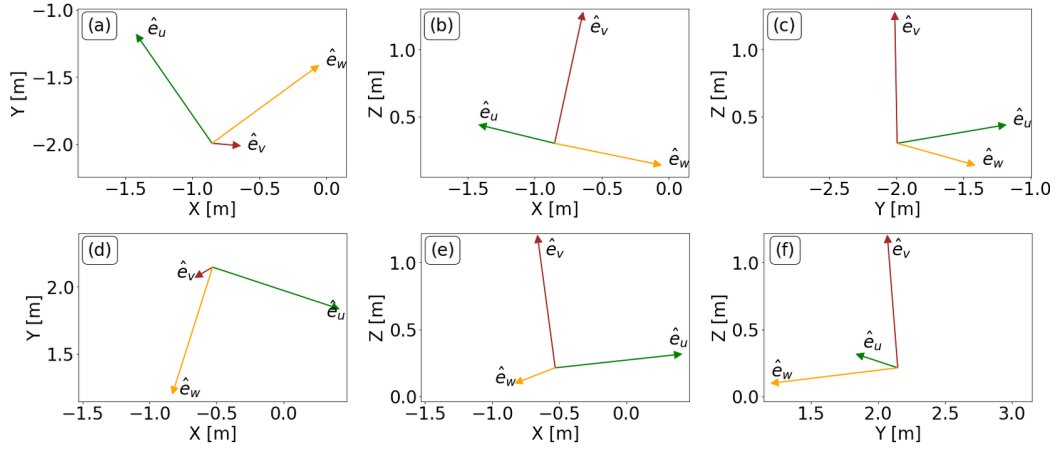 (a)
ê_u
ê_w
ê_v
−1.0
−1.5
−2.0
Y [m]
−1.5
−1.0
−0.5
0.0
X [m]
(b)
ê_v
ê_u
ê_w
1.0
0.5
Z [m]
−1.5
−1.0
−0.5
0.0
X [m]
(c)
ê_v
ê_u
ê_w
1.0
0.5
Z [m]
−2.5
−2.0
−1.5
−1.0
Y [m]
(d)
ê_v
ê_u
ê_w
2.0
1.5
Y [m]
−1.5
−1.0
−0.5
0.0
X [m]
(e)
ê_v
ê_u
ê_w
1.0
0.5
0.0
Z [m]
−1.5
−1.0
−0.5
0.0
X [m]
(f)
ê_v
ê_u
ê_w
1.0
0.5
0.0
Z [m]
1.5
2.0
2.5
3.0
Y [m]